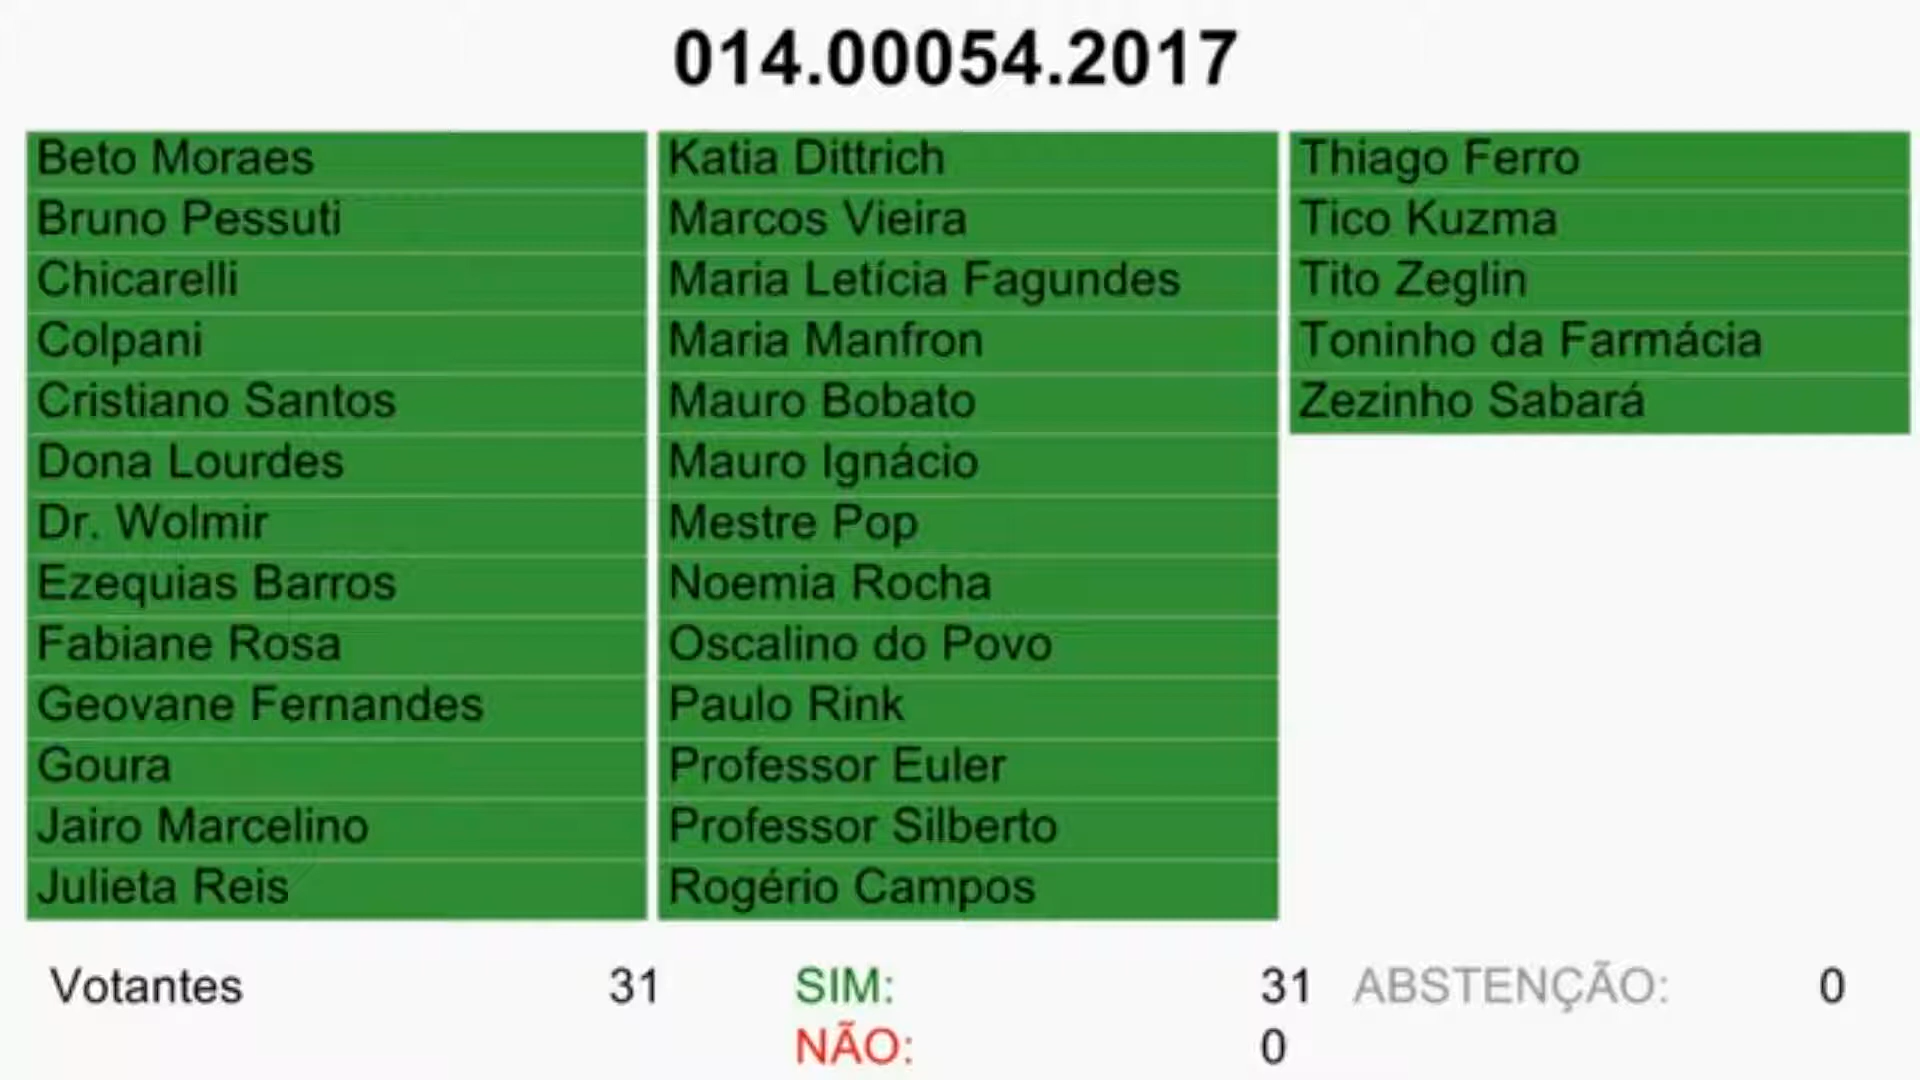 014.00054.2017
Beto Moraes
Bruno Pessuti
Chicarelli
Colpani
Cristiano Santos
Dona Lourdes
Dr. Wolmir
Ezequias Barros
Fabiane Rosa
Geovane Fernandes
Goura
Jairo Marcelino
Julieta Reis
Katia Dittrich
Marcos Vieira
Maria Letícia Fagundes
Maria Manfron
Mauro Bobato
Mauro Ignácio
Mestre Pop
Noemia Rocha
Oscalino do Povo
Paulo Rink
Professor Euler
Professor Silberto
Rogério Campos
Thiago Ferro
Tico Kuzma
Tito Zeglin
Toninho da Farmácia
Zezinho Sabará
Votantes 31 SIM: 31 ABSTENÇÃO: 0
NÃO: 0